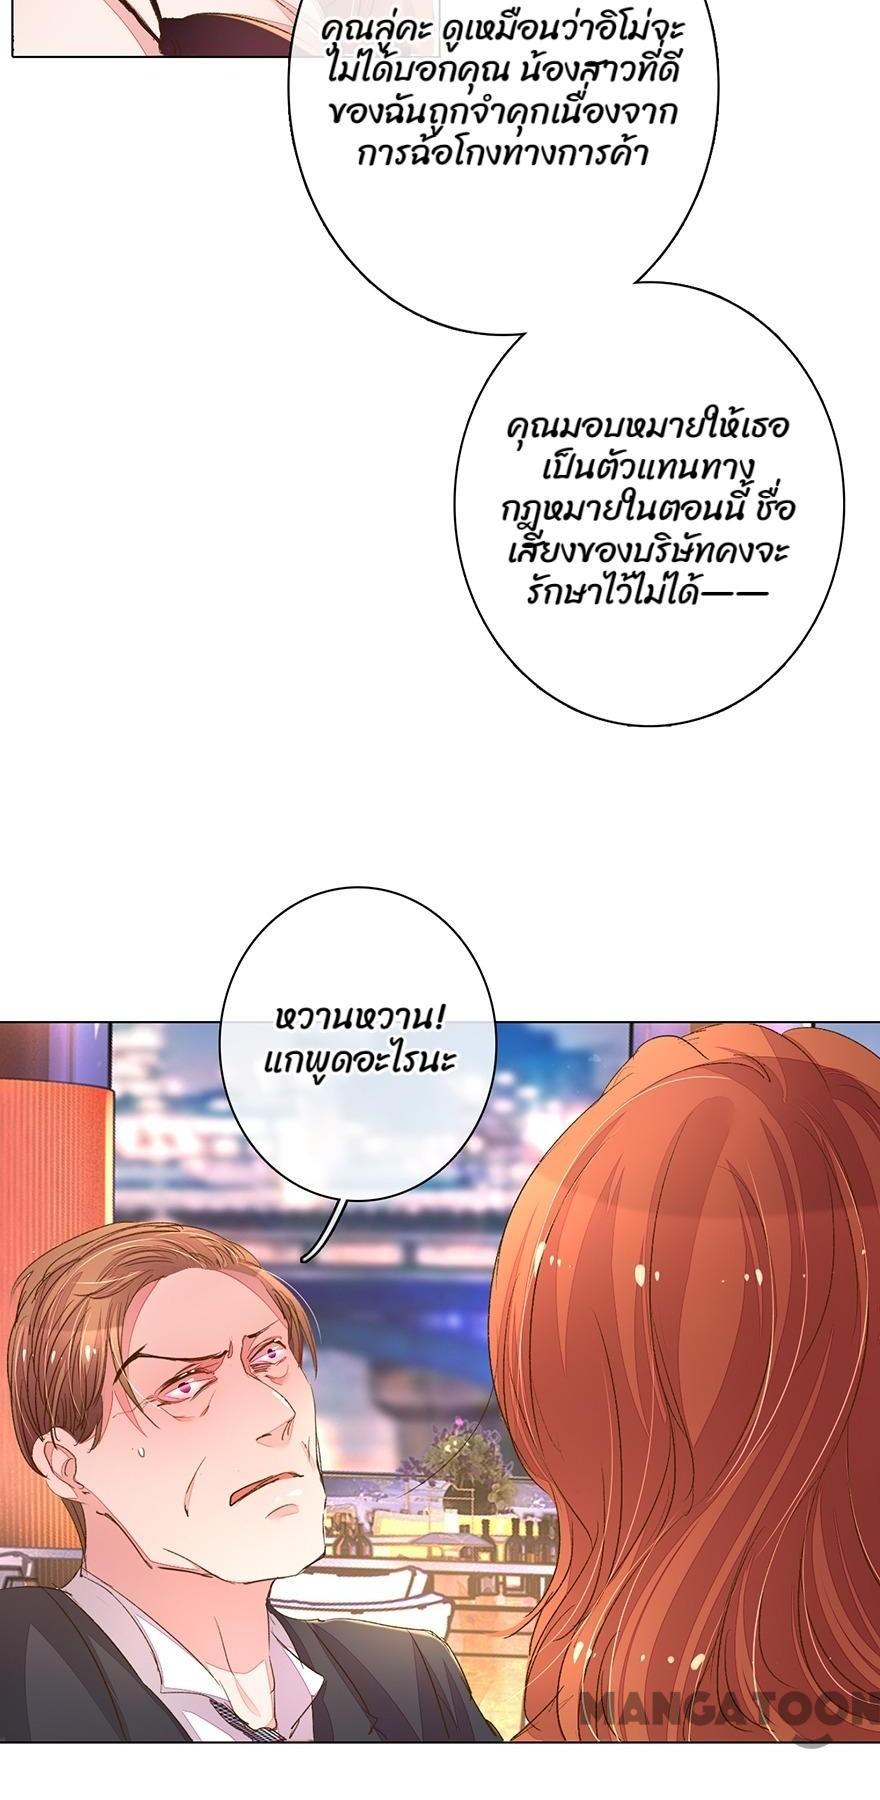 คุณลู่คะ ดูเหมือนว่าอิโม่จะ
ไม่ได้บอกคุณ น้องสาวที่ดี
ของฉันถูกจำคุกเนื่องจาก
การฉ้อโกงทางการค้า
คุณมอบหมายให้เธอ
เป็นตัวแทนทาง
กฎหมายในตอนนี้ ชื่อ
เสียงของบริษัทคงจะ
รักษาไว้ไม่ได้——
หวานหวาน!
แกพูดอะไรนะ
MANGATOON